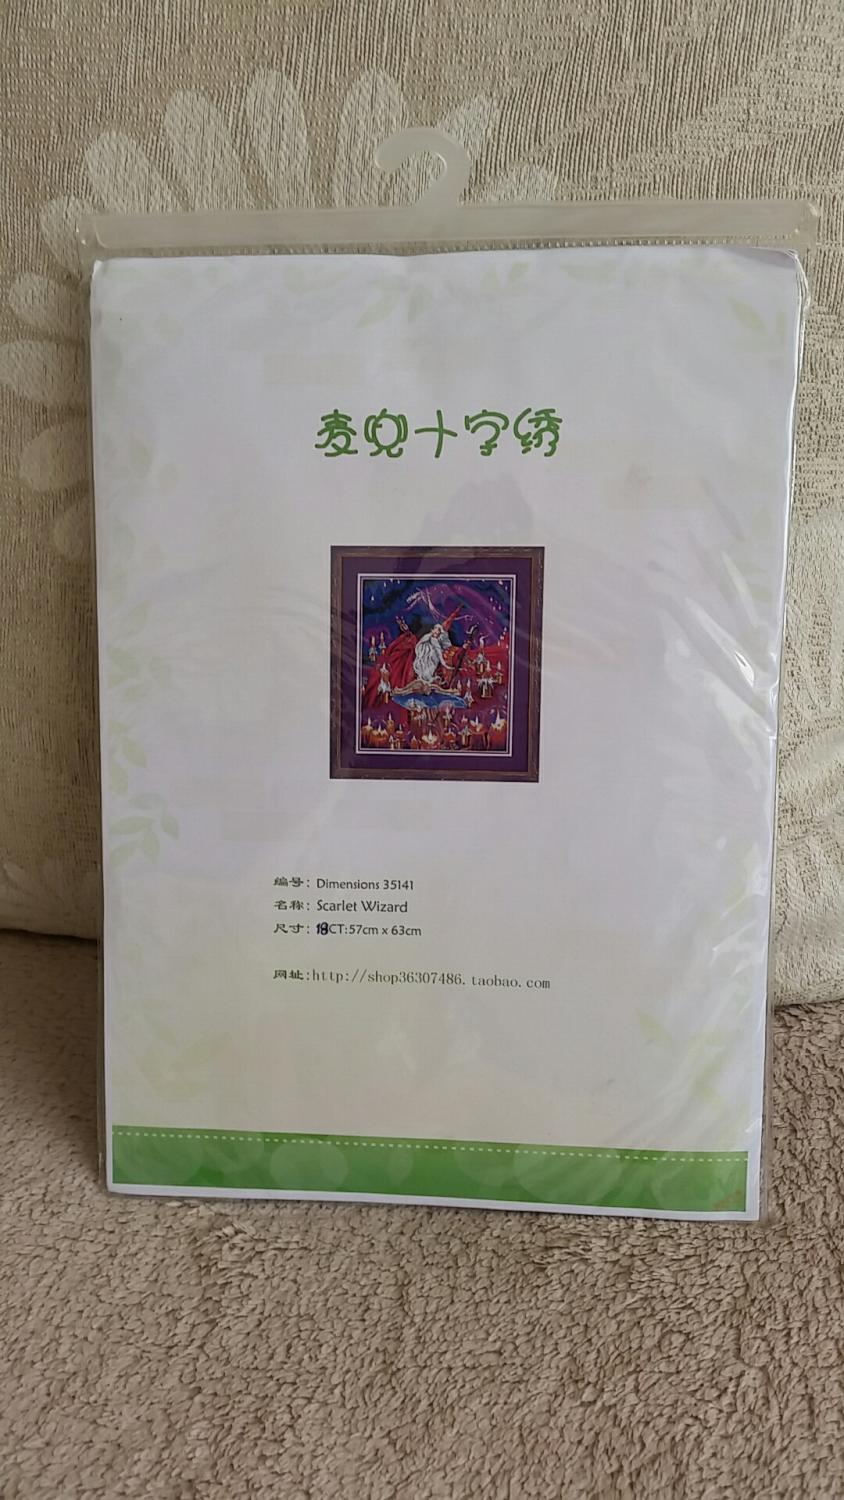 麦兜十字绣
编号：Dimensions 35141
名称：Scarlet Wizard
尺寸：18CT:57cm x 63cm
网址:http://shop36307486.taobao.com